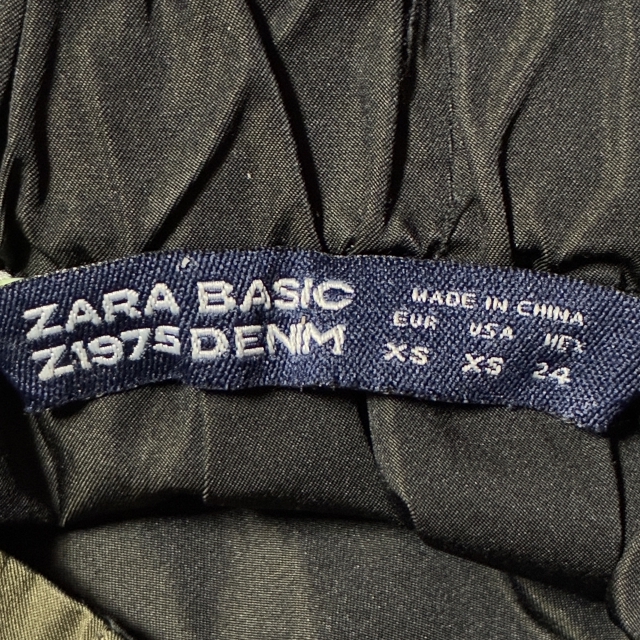 ZARA BASIC
Z1975 DENIM
MADE IN CHINA
EUR USA MEX
XS XS 24